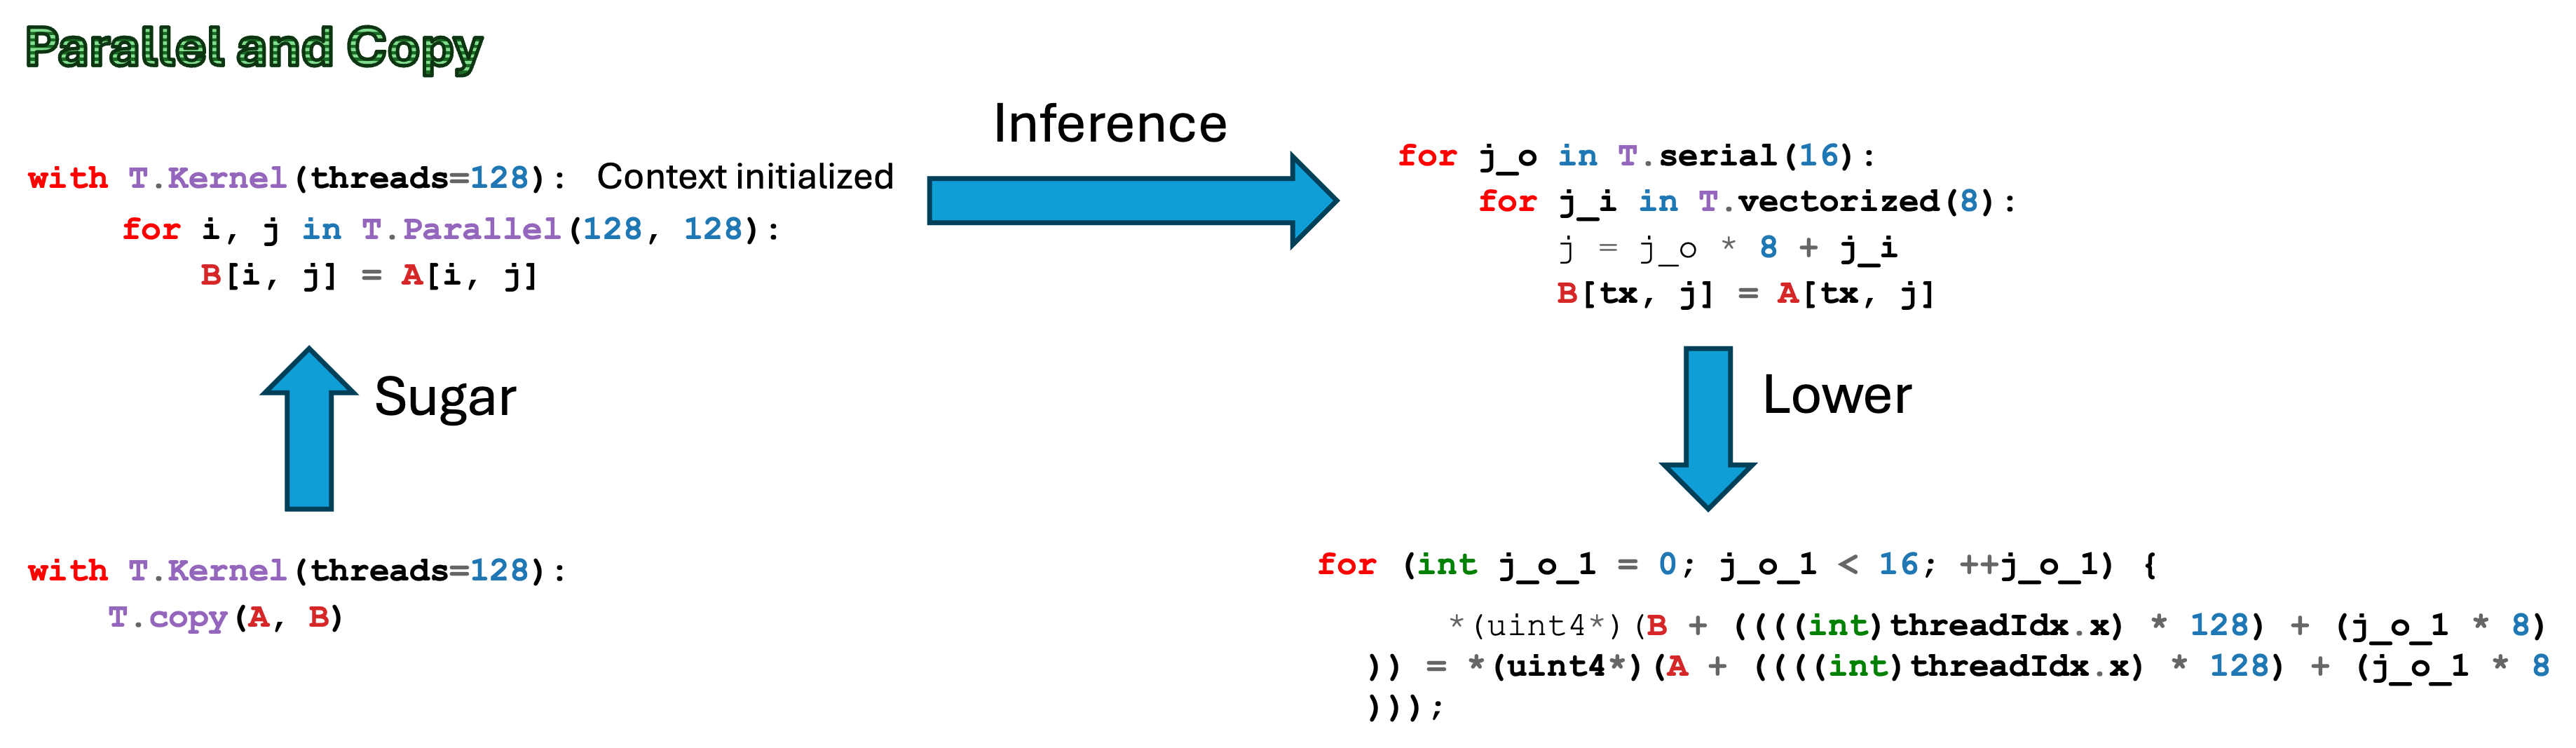 Parallel and Copy
with T.Kernel(threads=128): Context initialized
for i, j in T.Parallel(128, 128):
B[i, j] = A[i, j]
Inference
for j_o in T.serial(16):
for j_i in T.vectorized(8):
j = j_o * 8 + j_i
B[tx, j] = A[tx, j]
Sugar
Lower
with T.Kernel(threads=128):
T.copy(A, B)
for (int j_o_1 = 0; j_o_1 < 16; ++j_o_1) {
*(uint4*)(B + ((((int)threadIdx.x) * 128) + (j_o_1 * 8)
)) = *(uint4*)(A + ((((int)threadIdx.x) * 128) + (j_o_1 * 8
)));